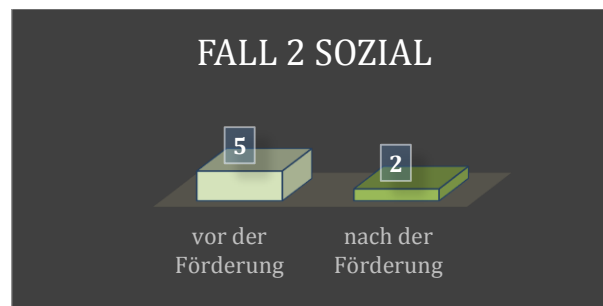 FALL 2 SOZIAL
5
2
vor der
Förderung
nach der
Förderung